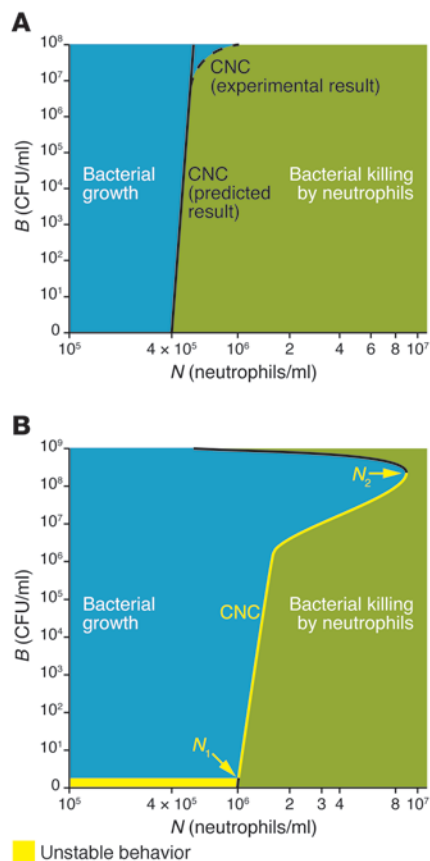 A
10⁸
10⁷
10⁶
10⁵
10⁴
10³
10²
10¹
0
B (CFU/ml)
CNC
(experimental result)
Bacterial
growth
CNC
(predicted
result)
Bacterial killing
by neutrophils
10⁵
4 × 10⁵
10⁶
2
4
6
8
10⁷
N (neutrophils/ml)
B
10⁹
10⁸
10⁷
10⁶
10⁵
10⁴
10³
10²
10¹
0
B (CFU/ml)
N₂
Bacterial
growth
CNC
Bacterial killing
by neutrophils
N₁
10⁵
4 × 10⁵
10⁶
2
3
4
6
8
10⁷
N (neutrophils/ml)
Unstable behavior